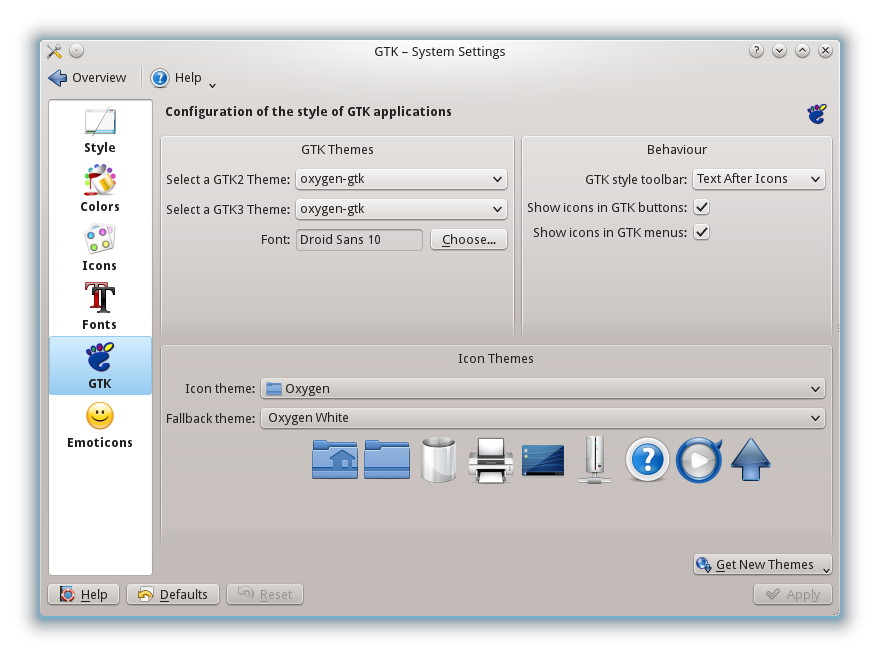 GTK – System Settings
Overview Help
Configuration of the style of GTK applications
Style
Colors
Icons
Fonts
GTK
Emoticons
GTK Themes
Select a GTK2 Theme: oxygen-gtk
Select a GTK3 Theme: oxygen-gtk
Font: Droid Sans 10 Choose...
Behaviour
GTK style toolbar: Text After Icons
Show icons in GTK buttons:
Show icons in GTK menus:
Icon Themes
Icon theme: Oxygen
Fallback theme: Oxygen White
Get New Themes
Help Defaults Reset Apply